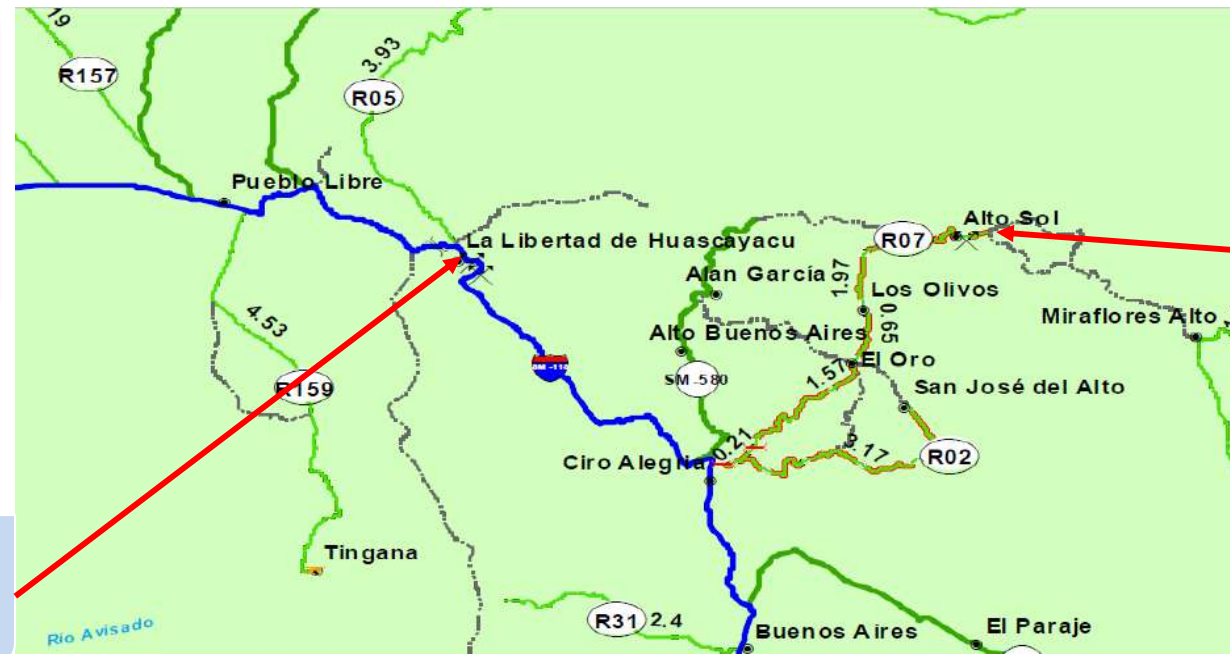 19
R157
3.93
R05
Pueblo Libre
La Libertad de Huascayacu
Alto Sol
R07
1.97
Alan García
Los Olivos
0.65
Miraflores Alto
4.53
Alto Buenos Aires
El Oro
R159
SM-580
1.57
San José del Alto
0.21
Ciro Alegría
3.17
R02
Tingana
Río Avisado
R31
2.4
Buenos Aires
El Paraje